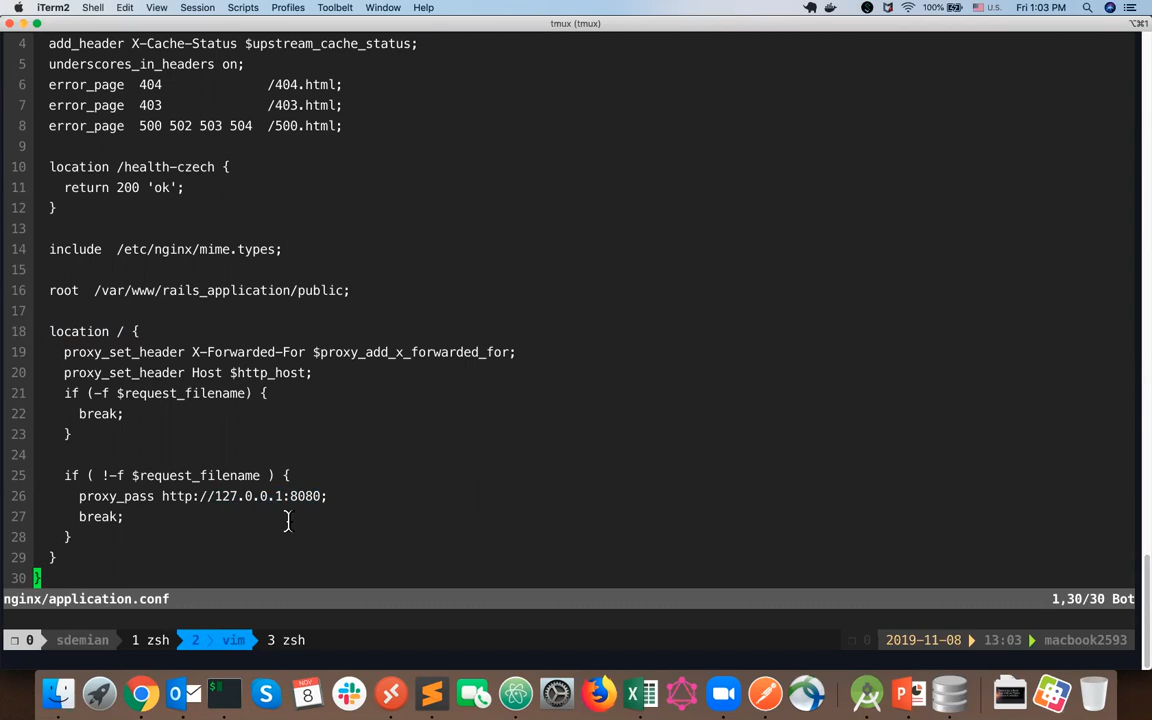 iTerm2 Shell Edit View Session Scripts Profiles Toolbelt Window Help 100% U.S. Fri 1:03 PM
tmux (tmux) ⌥⌘1
4 add_header X-Cache-Status $upstream_cache_status;
5 underscores_in_headers on;
6 error_page 404 /404.html;
7 error_page 403 /403.html;
8 error_page 500 502 503 504 /500.html;
9
10 location /health-czech {
11 return 200 'ok';
12 }
13
14 include /etc/nginx/mime.types;
15
16 root /var/www/rails_application/public;
17
18 location / {
19 proxy_set_header X-Forwarded-For $proxy_add_x_forwarded_for;
20 proxy_set_header Host $http_host;
21 if (-f $request_filename) {
22 break;
23 }
24
25 if ( !-f $request_filename ) {
26 proxy_pass http://127.0.0.1:8080;
27 break;
28 }
29 }
30 }
nginx/application.conf 1,30/30 Bot
0 sdemian 1 zsh 2 vim 3 zsh 0 2019-11-08 13:03 macbook2593
NOV
8